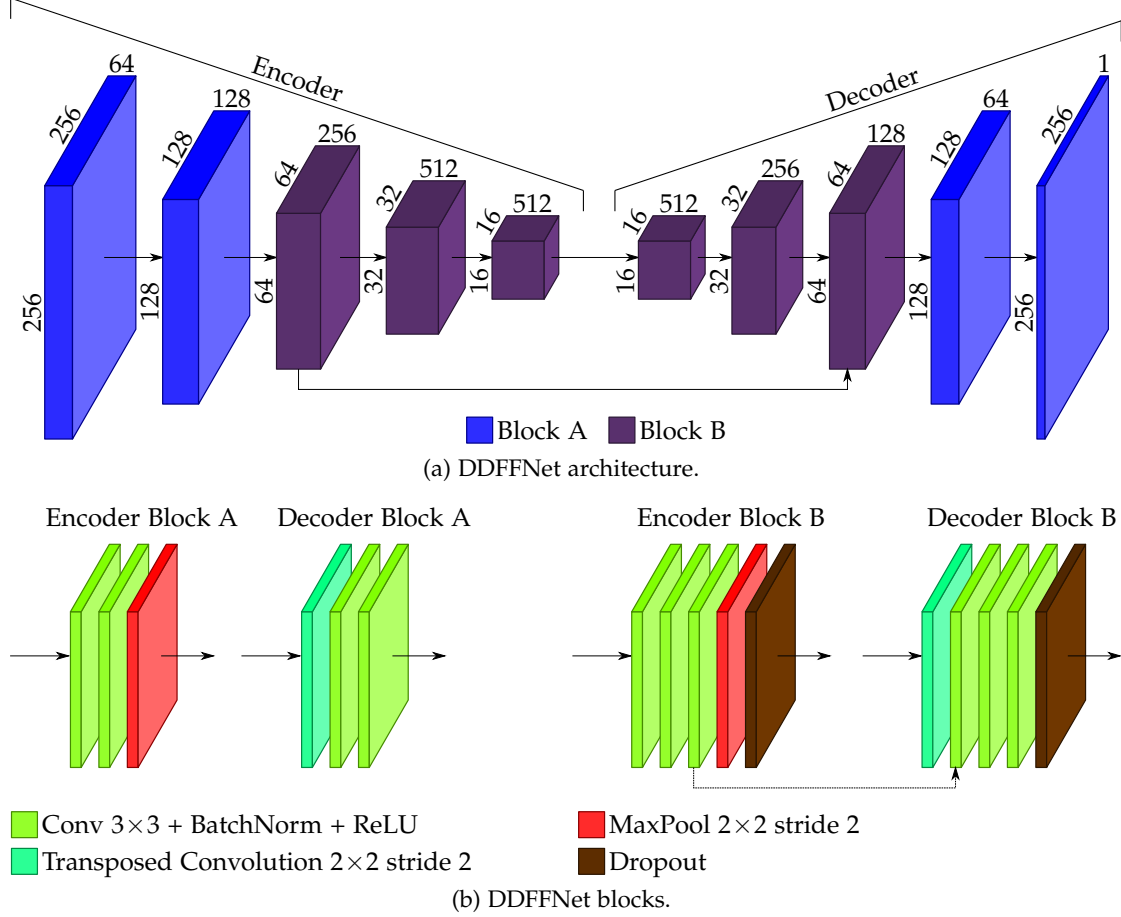 Encoder
Decoder
64
256
256
128
128
128
256
64
64
512
32
32
512
16
16
512
16
16
256
32
32
128
64
64
64
128
128
1
256
256
Block A
Block B
(a) DDFFNet architecture.
Encoder Block A
Decoder Block A
Encoder Block B
Decoder Block B
Conv 3×3 + BatchNorm + ReLU
MaxPool 2×2 stride 2
Transposed Convolution 2×2 stride 2
Dropout
(b) DDFFNet blocks.